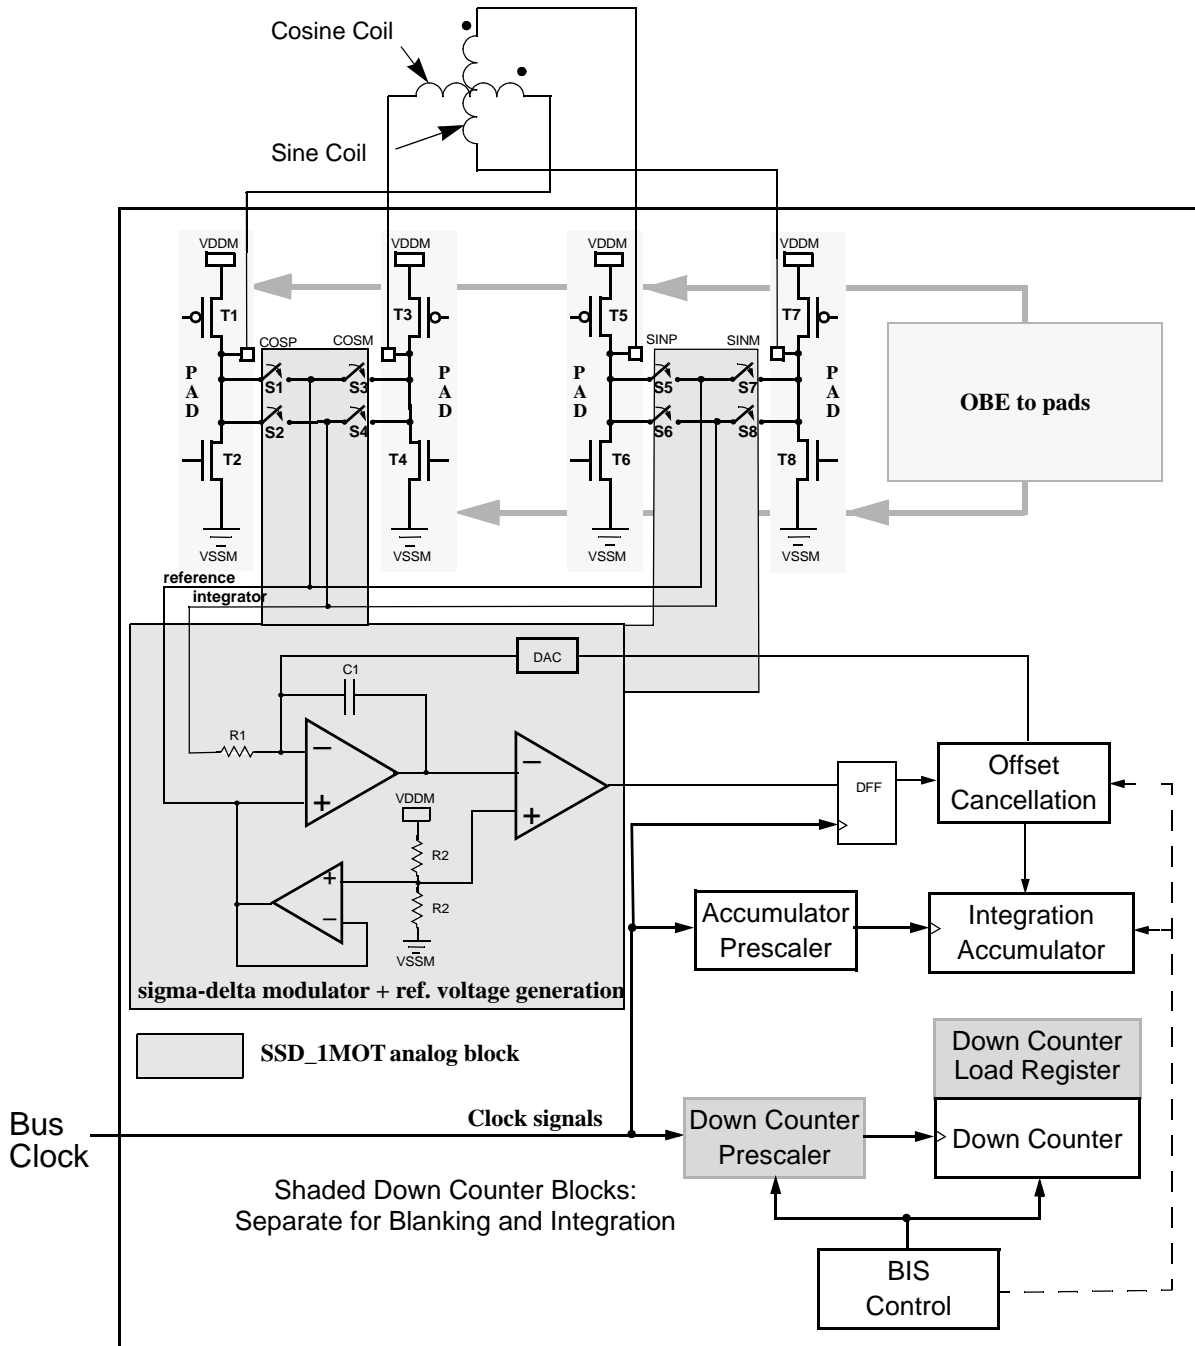 Cosine Coil
Sine Coil
VDDM
VDDM
VDDM
VDDM
T1
T3
T5
T7
COSP
COSM
SINP
SINM
P
A
D
P
A
D
P
A
D
P
A
D
S1
S3
S5
S7
S2
S4
S6
S8
OBE to pads
T2
T4
T6
T8
VSSM
VSSM
VSSM
VSSM
reference
integrator
DAC
C1
R1
−
+
−
+
VDDM
R2
+
−
R2
VSSM
sigma-delta modulator + ref. voltage generation
DFF
Offset
Cancellation
Accumulator
Prescaler
Integration
Accumulator
SSD_1MOT analog block
Down Counter
Load Register
Bus
Clock
Clock signals
Down Counter
Prescaler
Down Counter
Shaded Down Counter Blocks:
Separate for Blanking and Integration
BIS
Control